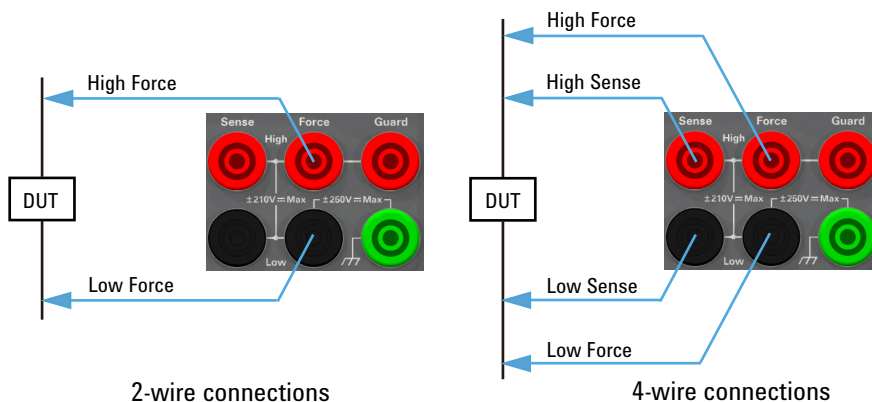 High Force
Sense Force Guard
High
DUT
±210V⎓Max ±250V⎓Max
Low
Low Force
2-wire connections
High Force
High Sense
Sense Force Guard
High
DUT
±210V⎓Max ±250V⎓Max
Low
Low Sense
Low Force
4-wire connections